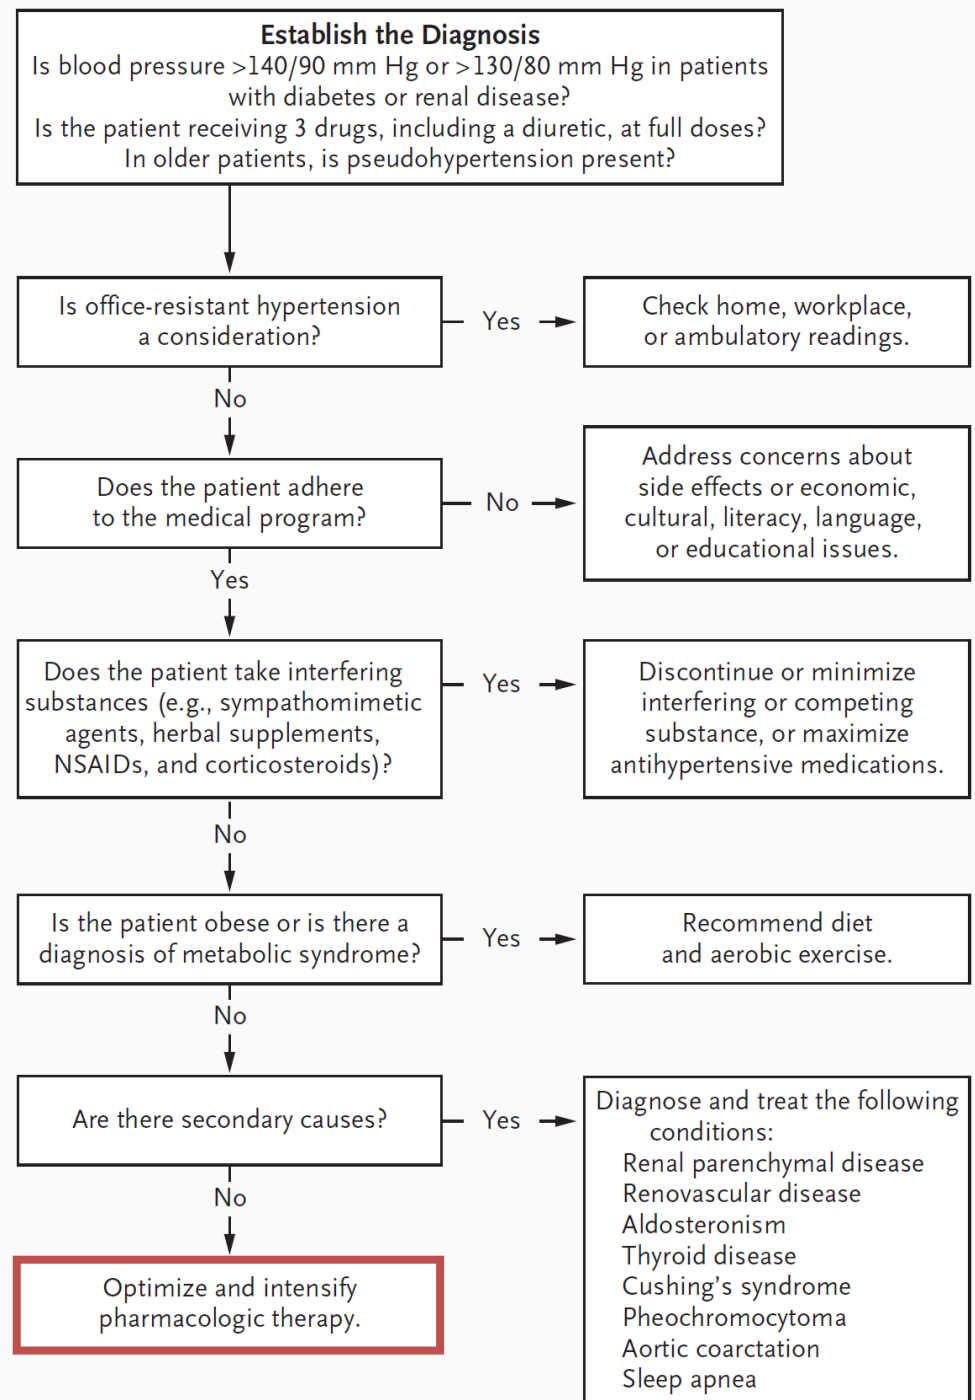 Establish the Diagnosis
Is blood pressure >140/90 mm Hg or >130/80 mm Hg in patients
with diabetes or renal disease?
Is the patient receiving 3 drugs, including a diuretic, at full doses?
In older patients, is pseudohypertension present?
Is office-resistant hypertension
a consideration?
Yes
Check home, workplace,
or ambulatory readings.
No
Does the patient adhere
to the medical program?
No
Address concerns about
side effects or economic,
cultural, literacy, language,
or educational issues.
Yes
Does the patient take interfering
substances (e.g., sympathomimetic
agents, herbal supplements,
NSAIDs, and corticosteroids)?
Yes
Discontinue or minimize
interfering or competing
substance, or maximize
antihypertensive medications.
No
Is the patient obese or is there a
diagnosis of metabolic syndrome?
Yes
Recommend diet
and aerobic exercise.
No
Are there secondary causes?
Yes
Diagnose and treat the following
conditions:
Renal parenchymal disease
Renovascular disease
Aldosteronism
Thyroid disease
Cushing's syndrome
Pheochromocytoma
Aortic coarctation
Sleep apnea
No
Optimize and intensify
pharmacologic therapy.